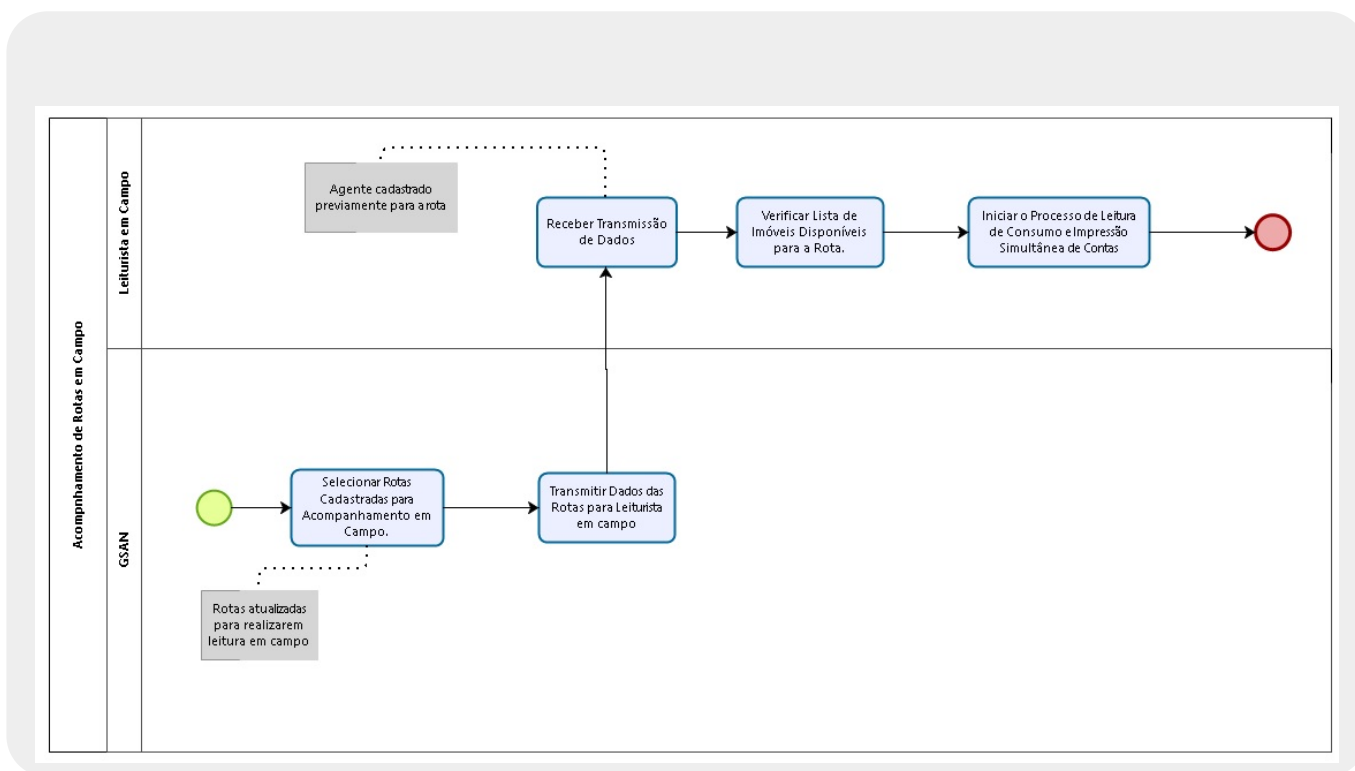 Acompnhamento de Rotas em Campo
Leiturista em Campo
Agente cadastrado
previamente para a rota
Receber Transmissão
de Dados
Verificar Lista de
Imóveis Disponíveis
para a Rota.
Iniciar o Processo de Leitura
de Consumo e Impressão
Simultânea de Contas
GSAN
Selecionar Rotas
Cadastradas para
Acompanhamento em
Campo.
Transmitir Dados das
Rotas para Leiturista
em campo
Rotas atualizadas
para realizarem
leitura em campo